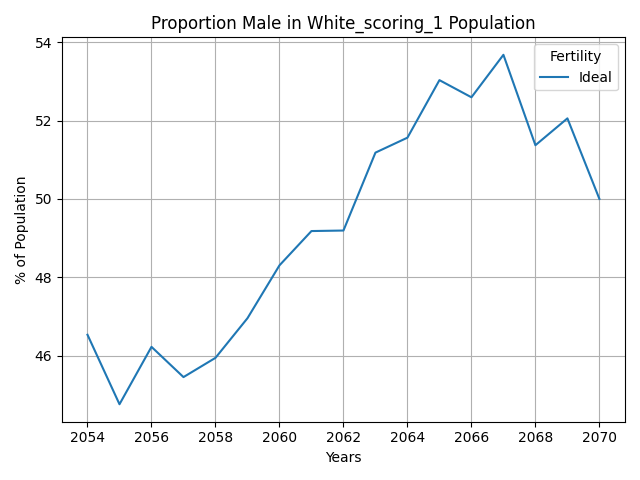 Proportion Male in White_scoring_1 Population
Fertility
Ideal
54
52
50
48
46
% of Population
2054 2056 2058 2060 2062 2064 2066 2068 2070
Years